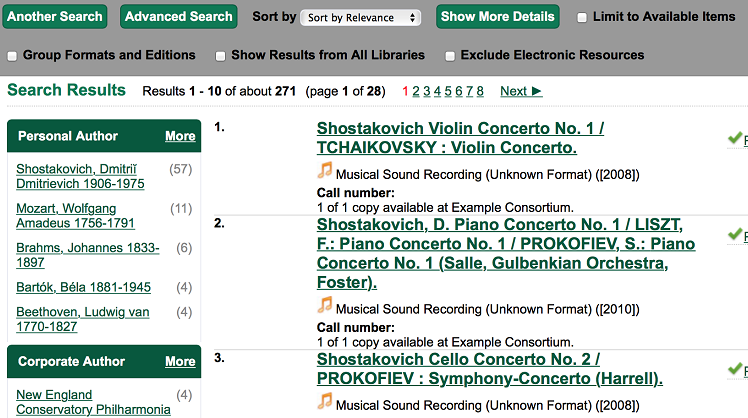 Another Search Advanced Search Sort by Sort by Relevance Show More Details Limit to Available Items
Group Formats and Editions Show Results from All Libraries Exclude Electronic Resources
Search Results Results 1 - 10 of about 271 (page 1 of 28) 1 2 3 4 5 6 7 8 Next ►
Personal Author More
Shostakovich, Dmitriĭ (57)
Dmitrievich 1906-1975
Mozart, Wolfgang (11)
Amadeus 1756-1791
Brahms, Johannes 1833- (6)
1897
Bartók, Béla 1881-1945 (4)
Beethoven, Ludwig van (4)
1770-1827
Corporate Author More
New England (4)
Conservatory Philharmonia
1. Shostakovich Violin Concerto No. 1 /
TCHAIKOVSKY : Violin Concerto.
Musical Sound Recording (Unknown Format) ([2008])
Call number:
1 of 1 copy available at Example Consortium.
2. Shostakovich, D. Piano Concerto No. 1 / LISZT,
F.: Piano Concerto No. 1 / PROKOFIEV, S.: Piano
Concerto No. 1 (Salle, Gulbenkian Orchestra,
Foster).
Musical Sound Recording (Unknown Format) ([2010])
Call number:
1 of 1 copy available at Example Consortium.
3. Shostakovich Cello Concerto No. 2 /
PROKOFIEV : Symphony-Concerto (Harrell).
Musical Sound Recording (Unknown Format) ([2008])